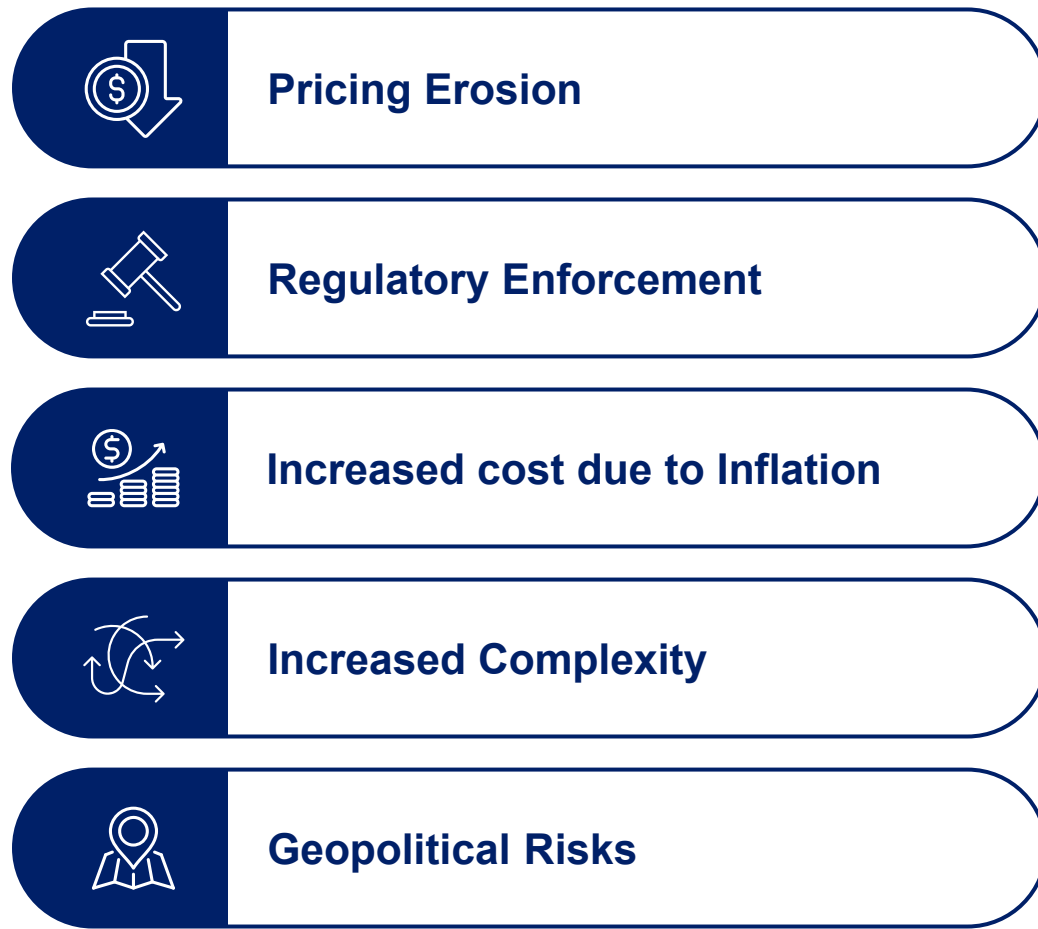 Pricing Erosion
Regulatory Enforcement
Increased cost due to Inflation
Increased Complexity
Geopolitical Risks